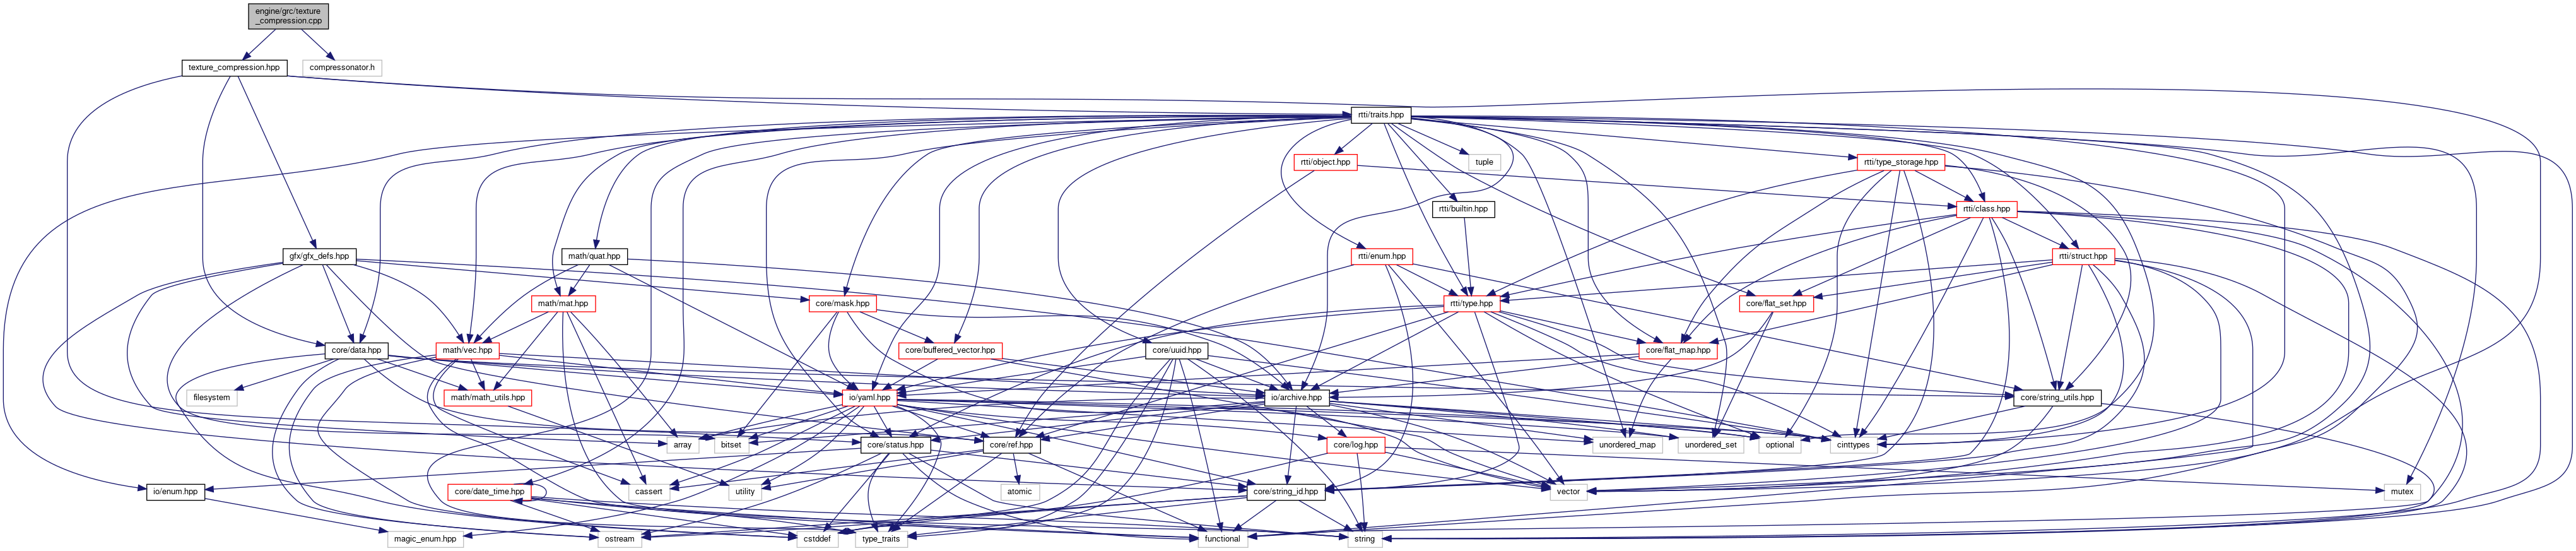 engine/grc/texture
_compression.cpp
texture_compression.hpp
compressonator.h
rtti/traits.hpp
rtti/object.hpp
tuple
rtti/type_storage.hpp
rtti/builtin.hpp
rtti/class.hpp
gfx/gfx_defs.hpp
math/quat.hpp
rtti/enum.hpp
rtti/struct.hpp
math/mat.hpp
core/mask.hpp
rtti/type.hpp
core/flat_set.hpp
core/data.hpp
math/vec.hpp
core/buffered_vector.hpp
core/uuid.hpp
core/flat_map.hpp
filesystem
math/math_utils.hpp
io/yaml.hpp
io/archive.hpp
core/string_utils.hpp
array
bitset
core/status.hpp
core/ref.hpp
core/log.hpp
unordered_map
unordered_set
optional
cinttypes
io/enum.hpp
core/date_time.hpp
cassert
utility
atomic
core/string_id.hpp
vector
mutex
magic_enum.hpp
ostream
cstddef
type_traits
functional
string